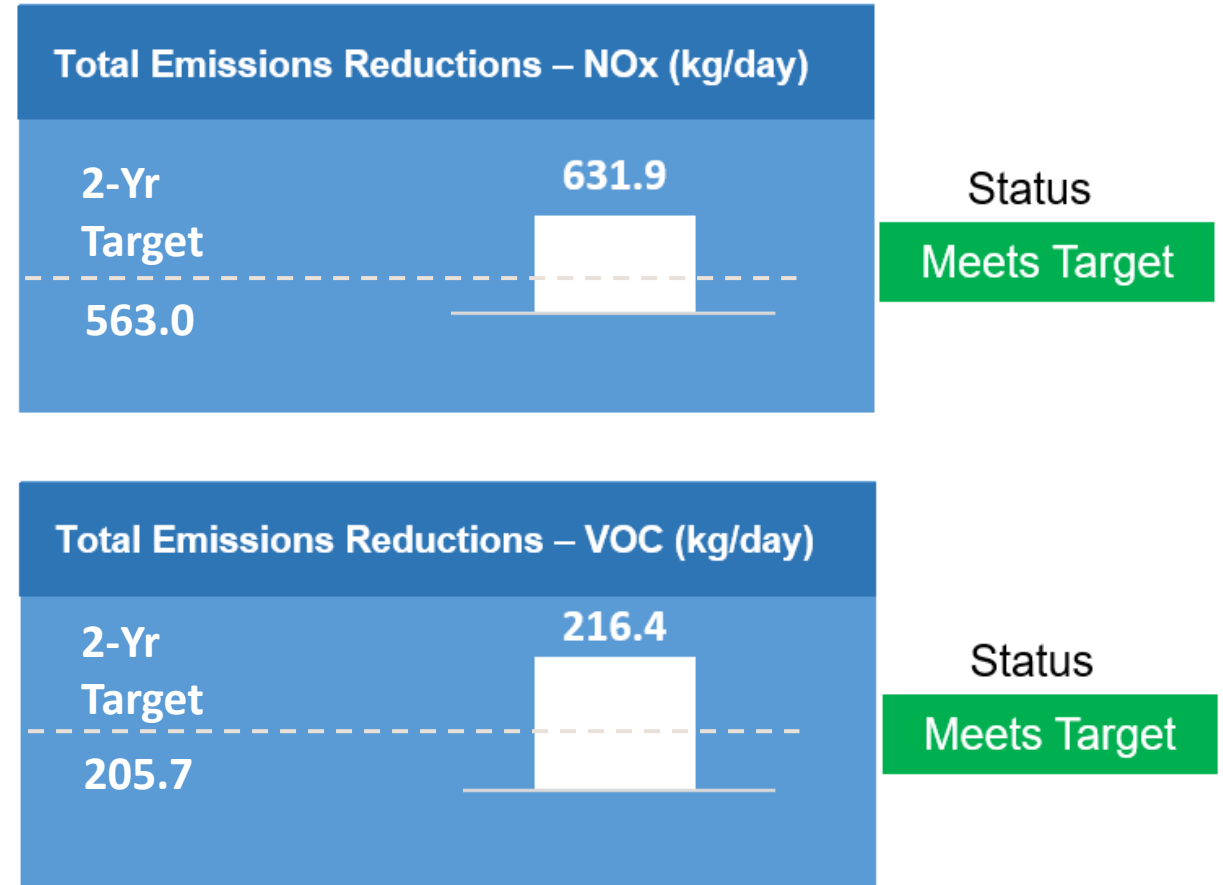 Total Emissions Reductions – NOx (kg/day)
2-Yr
Target
563.0
631.9
Status
Meets Target
Total Emissions Reductions – VOC (kg/day)
2-Yr
Target
205.7
216.4
Status
Meets Target